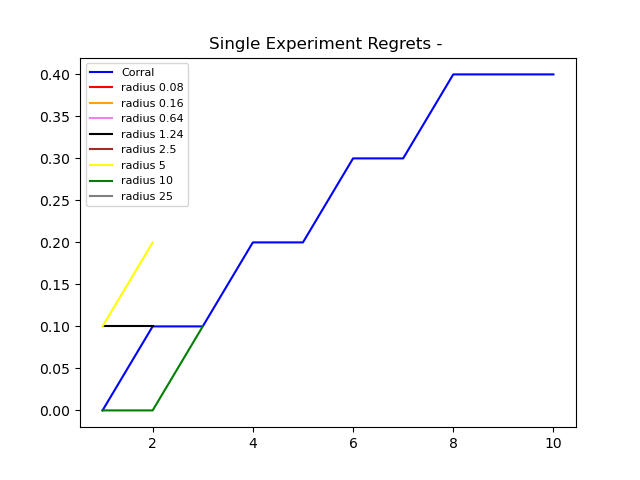 Single Experiment Regrets -
Corral
radius 0.08
radius 0.16
radius 0.64
radius 1.24
radius 2.5
radius 5
radius 10
radius 25
0.40
0.35
0.30
0.25
0.20
0.15
0.10
0.05
0.00
2 4 6 8 10